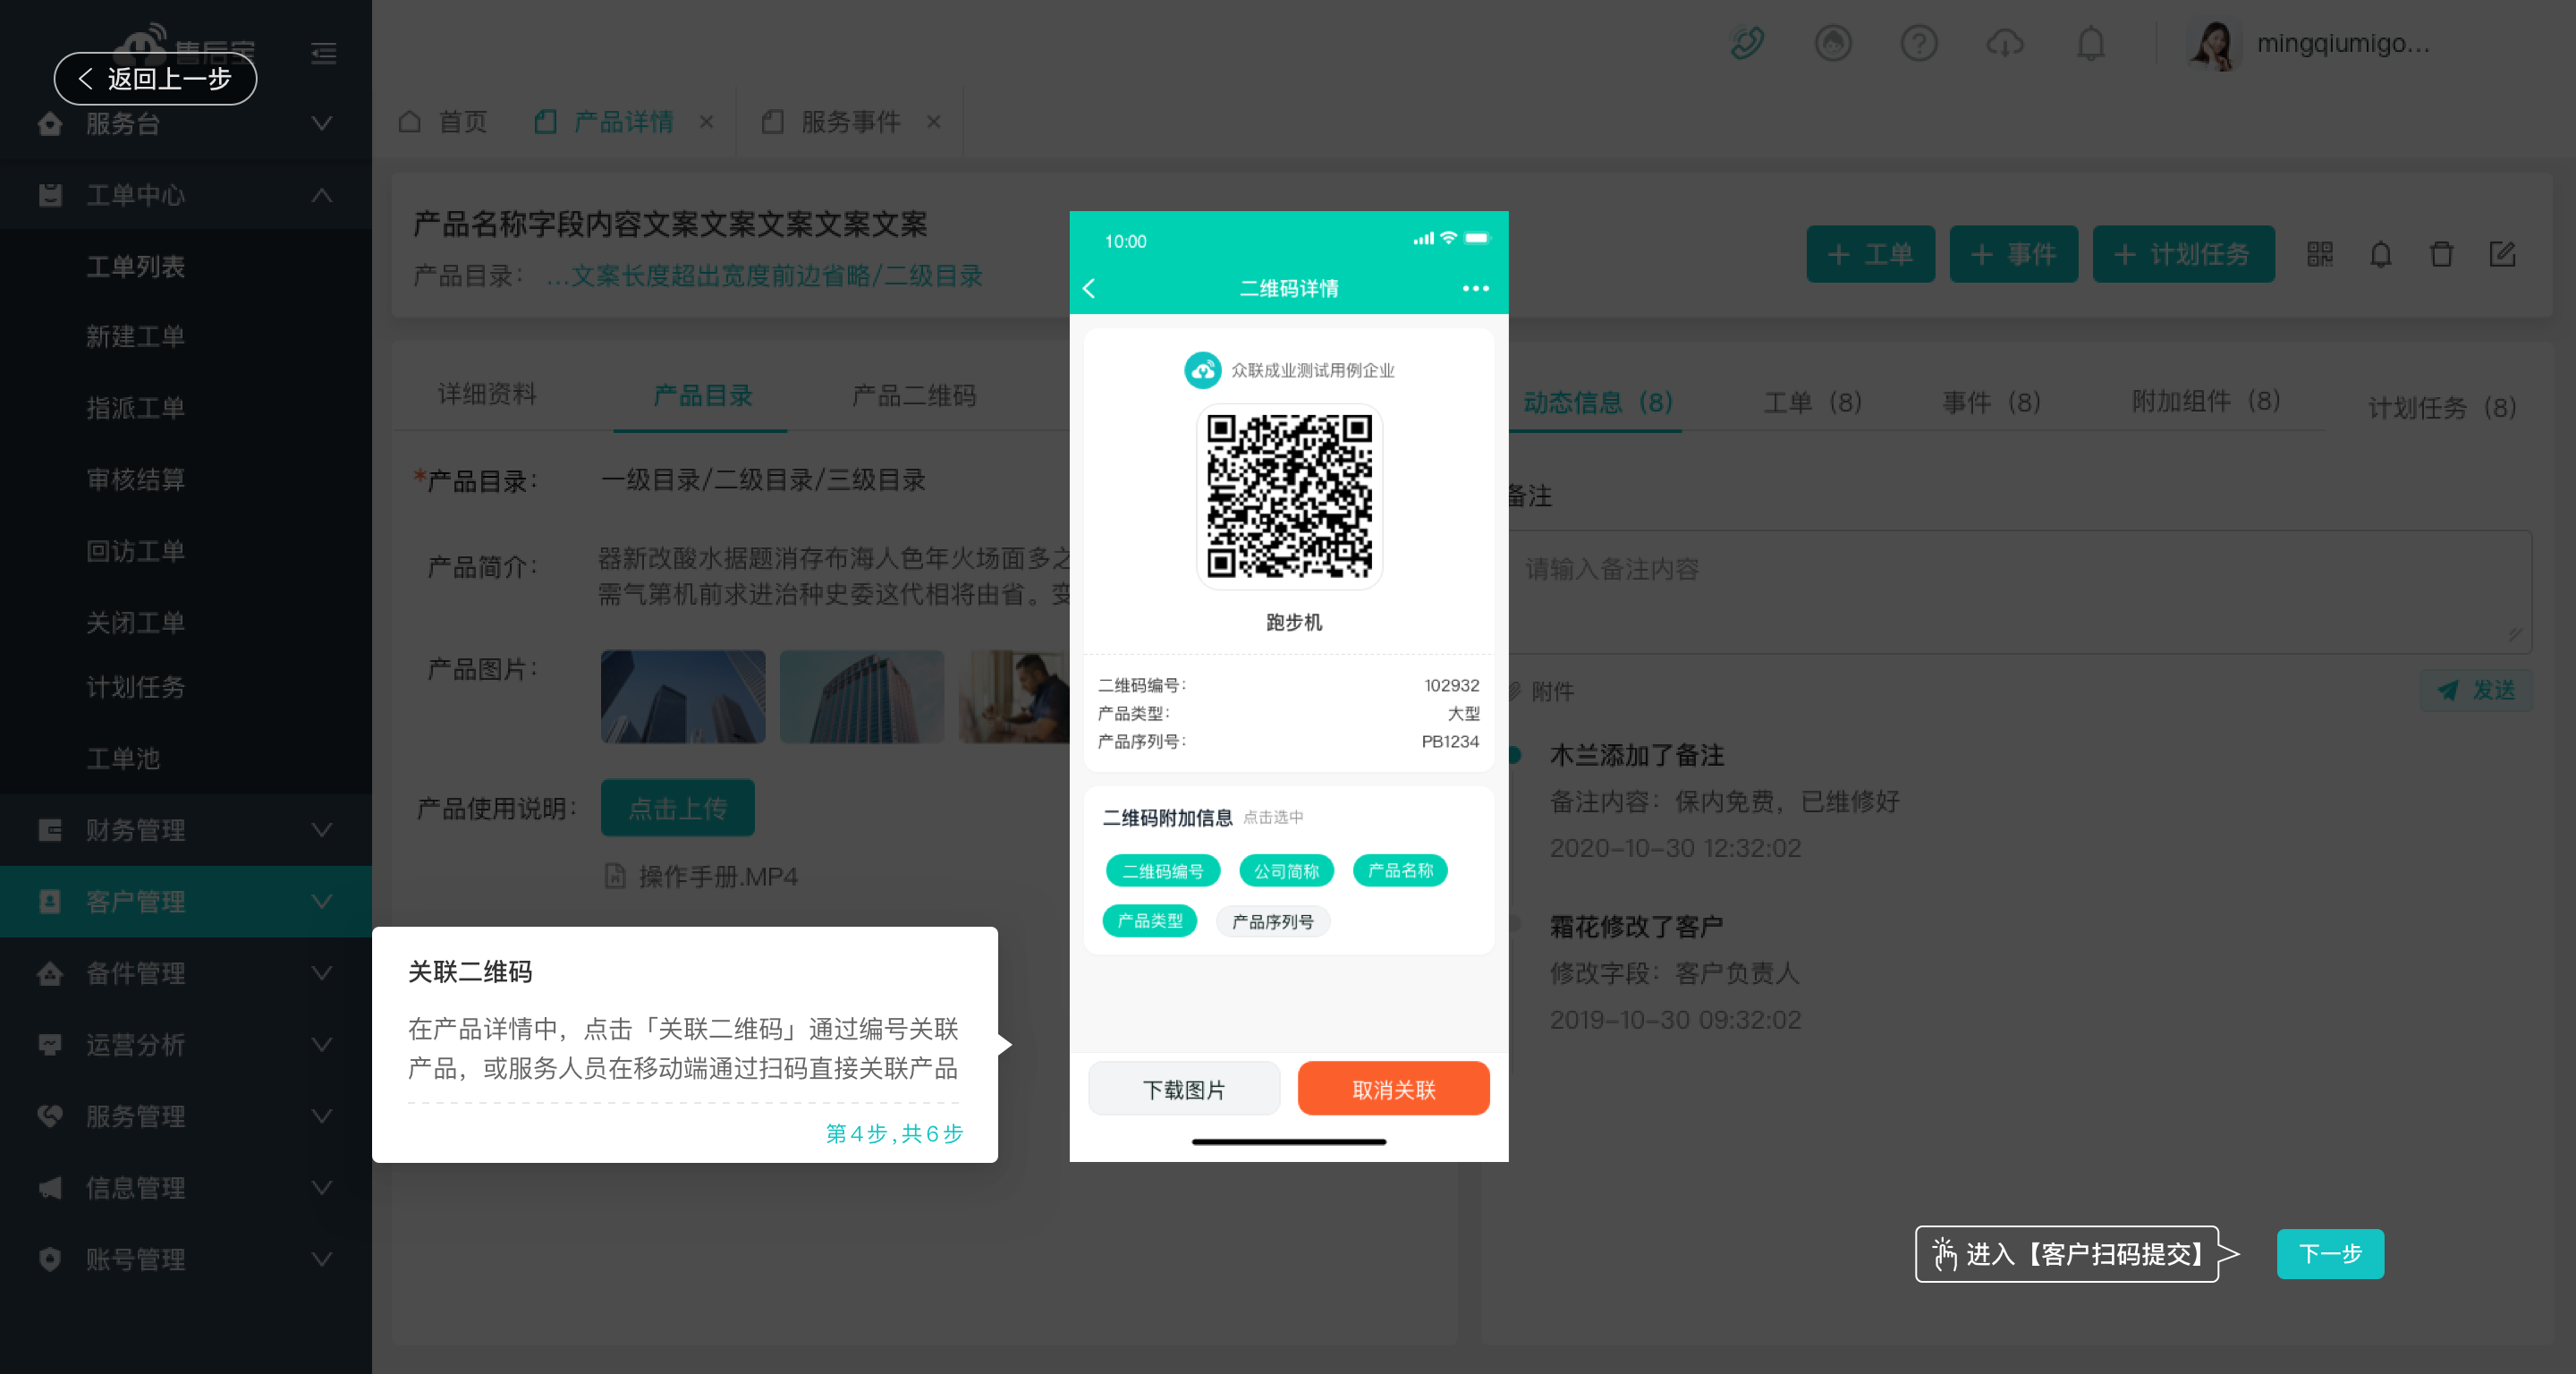 售后宝
返回上一步
mingqiumigo...
服务台
首页
产品详情
服务事件
工单中心
工单列表
新建工单
指派工单
审核结算
回访工单
关闭工单
计划任务
工单池
财务管理
客户管理
备件管理
运营分析
服务管理
信息管理
账号管理
产品名称字段内容文案文案文案文案文案
产品目录： ...文案长度超出宽度前边省略/二级目录
工单
事件
计划任务
详细资料
产品目录
产品二维码
*产品目录：
一级目录/二级目录/三级目录
产品简介：
器新改酸水据题消存布海人色年火场面多之
需气第机前求进治种史委这代相将由省。变
产品图片：
产品使用说明：
点击上传
操作手册.MP4
关联二维码
在产品详情中，点击「关联二维码」通过编号关联
产品，或服务人员在移动端通过扫码直接关联产品
第4步,共6步
10:00
二维码详情
众联成业测试用例企业
跑步机
二维码编号： 102932
产品类型： 大型
产品序列号： PB1234
二维码附加信息 点击选中
二维码编号
公司简称
产品名称
产品类型
产品序列号
下载图片
取消关联
动态信息（8）
工单（8）
事件（8）
附加组件（8）
计划任务（8）
备注
请输入备注内容
附件
发送
木兰添加了备注
备注内容：保内免费，已维修好
2020-10-30 12:32:02
霜花修改了客户
修改字段：客户负责人
2019-10-30 09:32:02
进入【客户扫码提交】
下一步